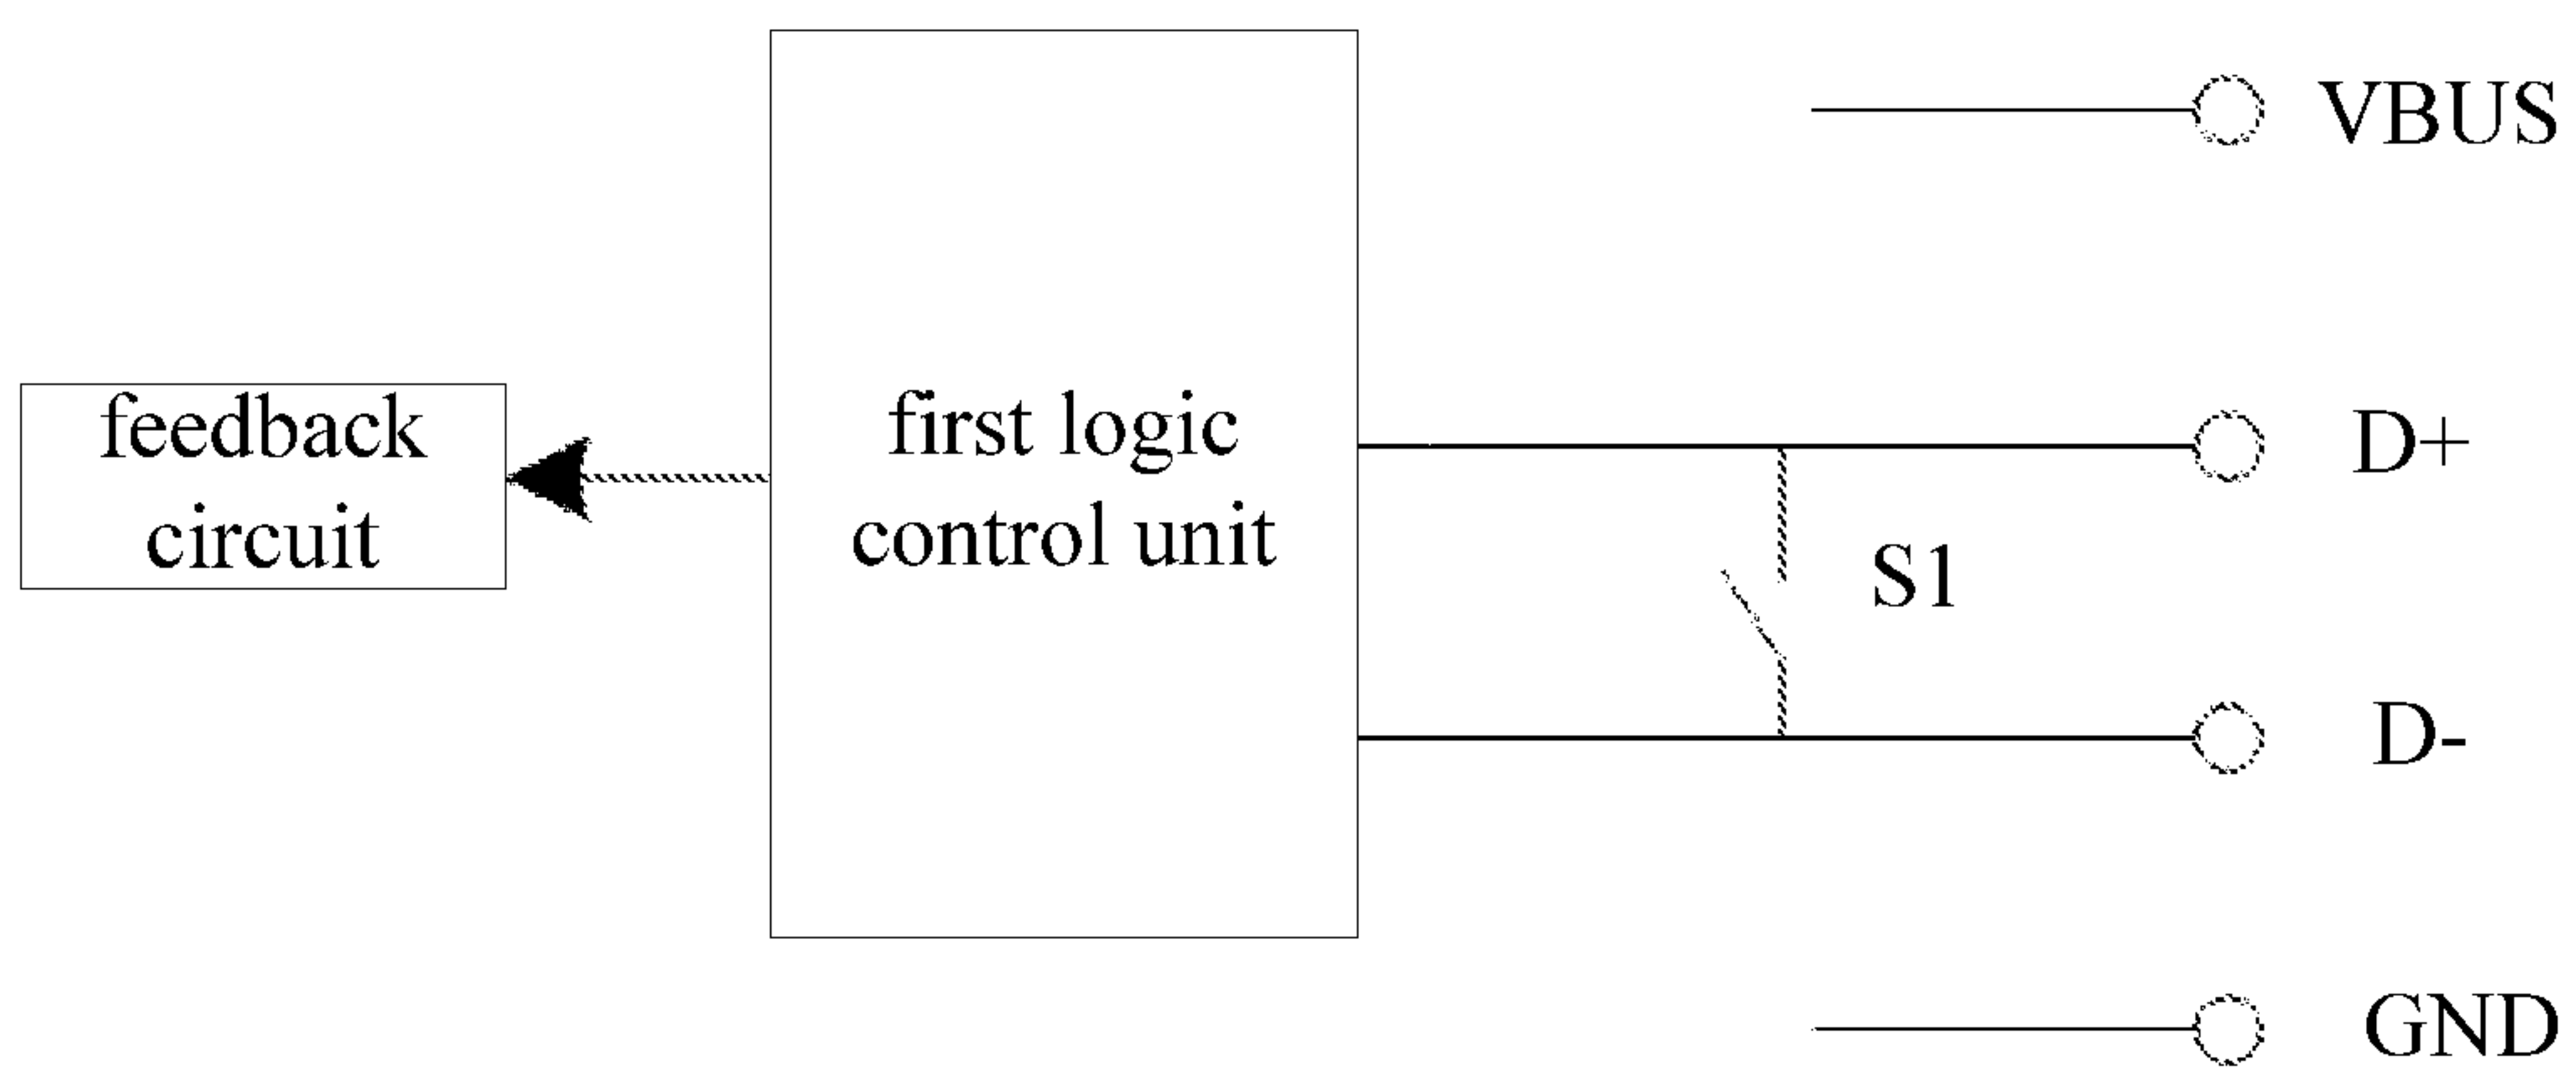 VBUS
feedback
circuit
first logic
control unit
D+
S1
D-
GND